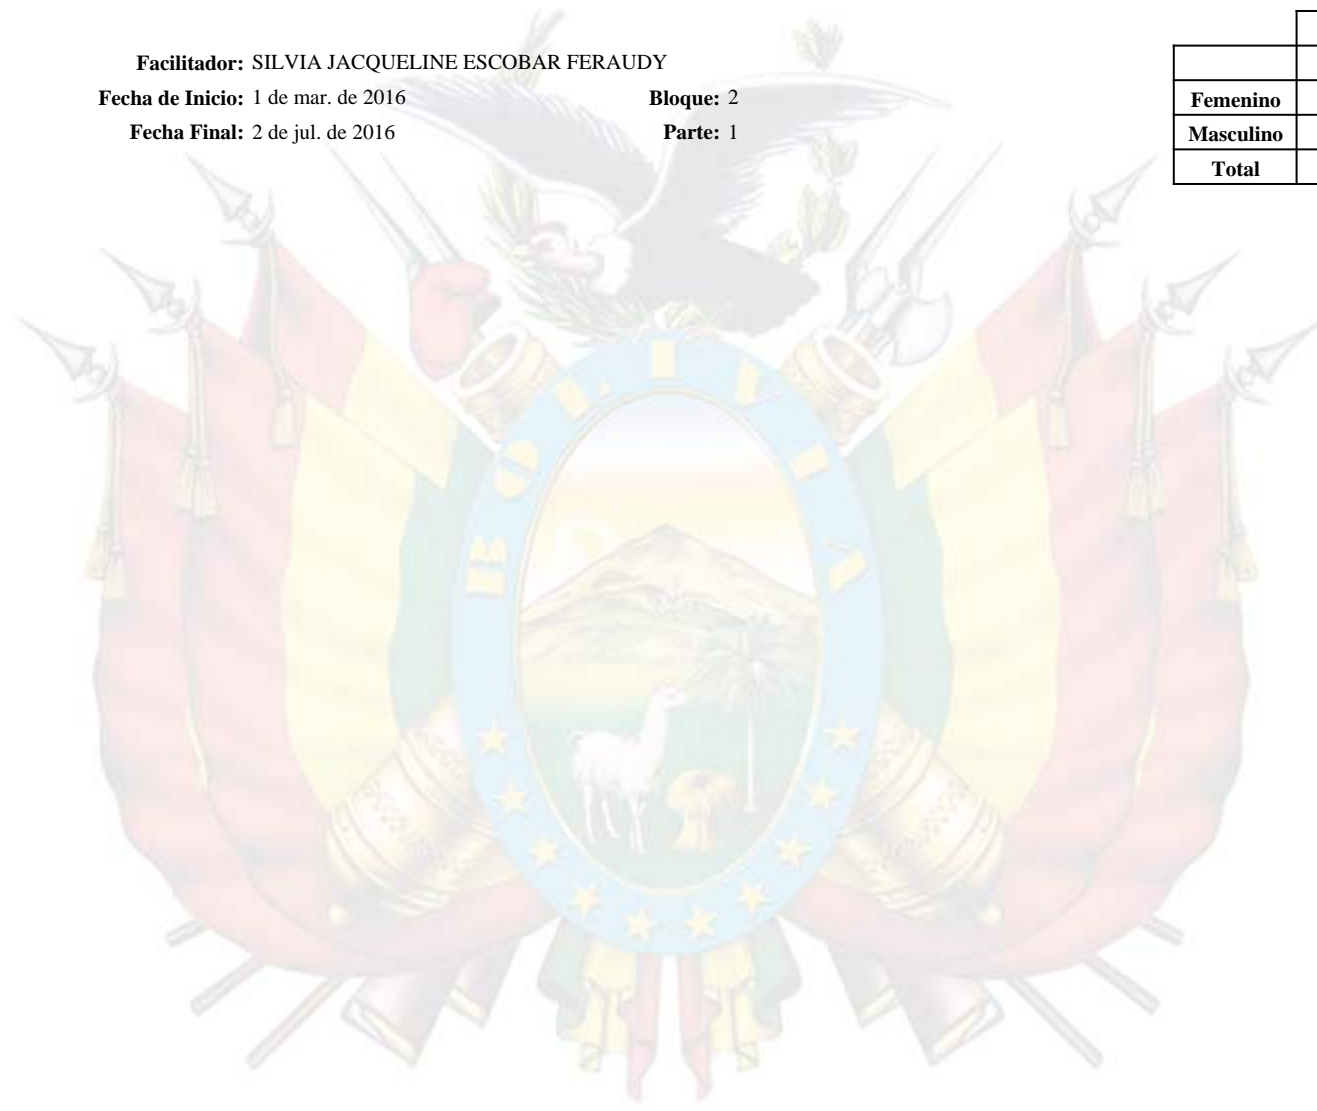 Facilitador: SILVIA JACQUELINE ESCOBAR FERAUDY
Fecha de Inicio: 1 de mar. de 2016 Bloque: 2
Fecha Final: 2 de jul. de 2016 Parte: 1
Femenino
Masculino
Total
BOLIVIA